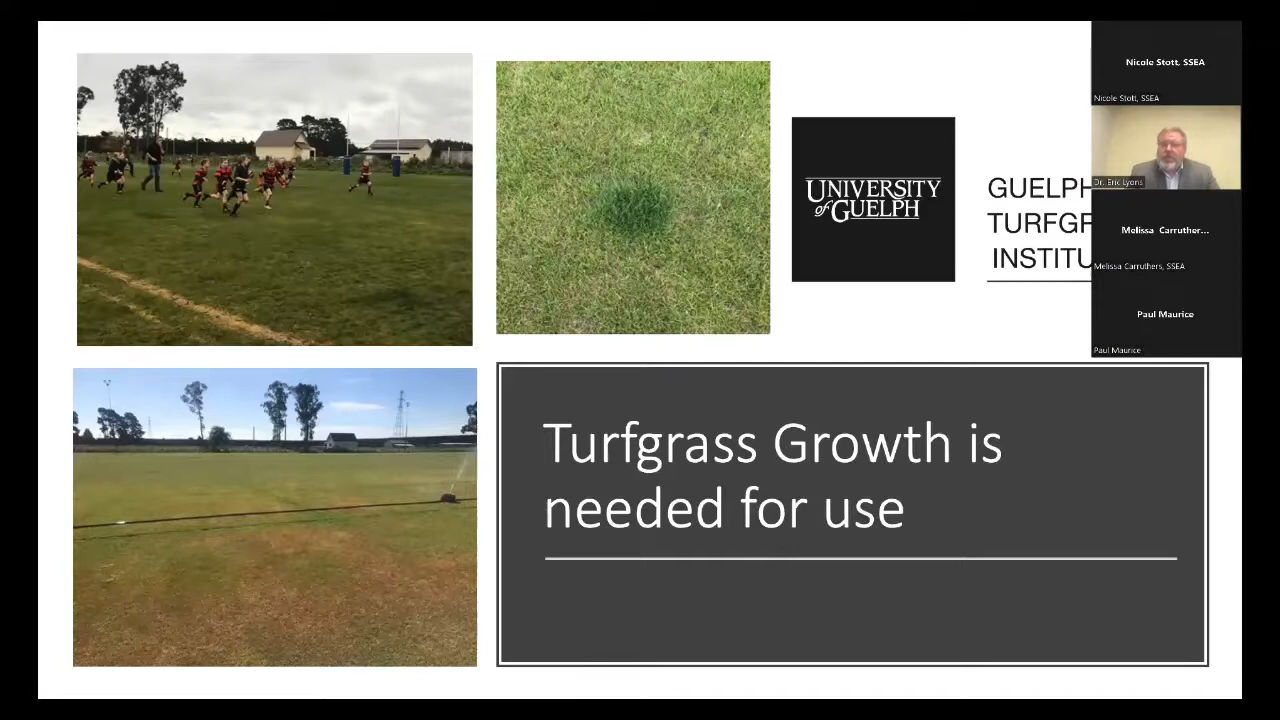 UNIVERSITY
of GUELPH
GUELPH
TURFGR
INSTITU
Nicole Stott, SSEA
Nicole Stott, SSEA
Dr. Eric Lyons
Melissa Carruther...
Melissa Carruthers, SSEA
Paul Maurice
Paul Maurice
Turfgrass Growth is
needed for use